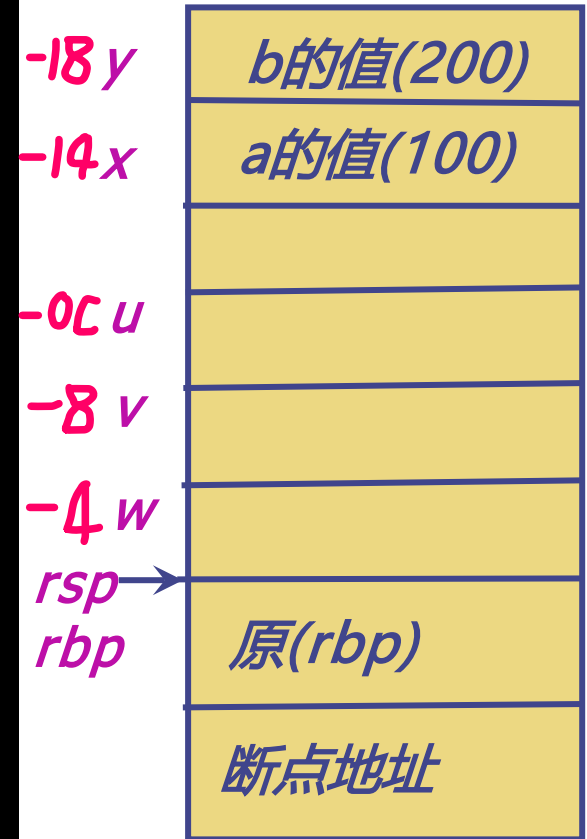 -18 y b的值(200)
-14 x a的值(100)
-0C u
-8 v
-4 w
rsp
rbp 原(rbp)
断点地址